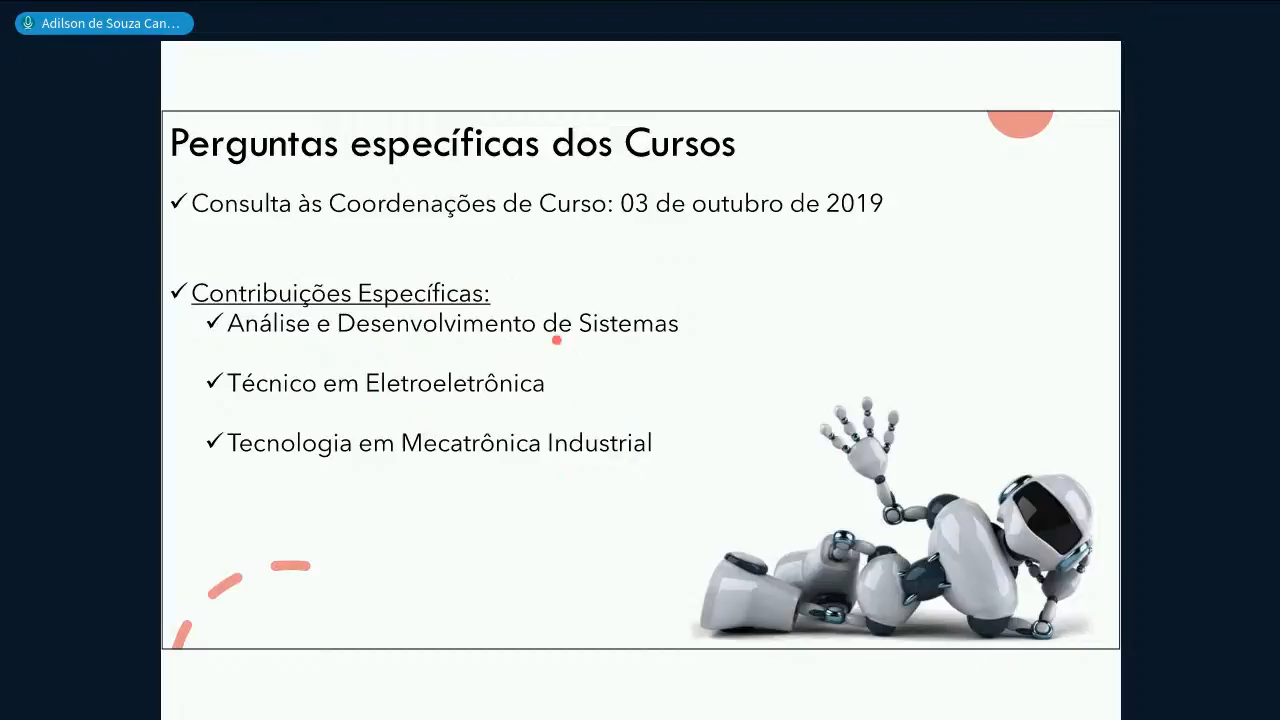 Adilson de Souza Can...
Perguntas específicas dos Cursos
✓Consulta às Coordenações de Curso: 03 de outubro de 2019
✓Contribuições Específicas:
✓Análise e Desenvolvimento de Sistemas
✓Técnico em Eletroeletrônica
✓Tecnologia em Mecatrônica Industrial